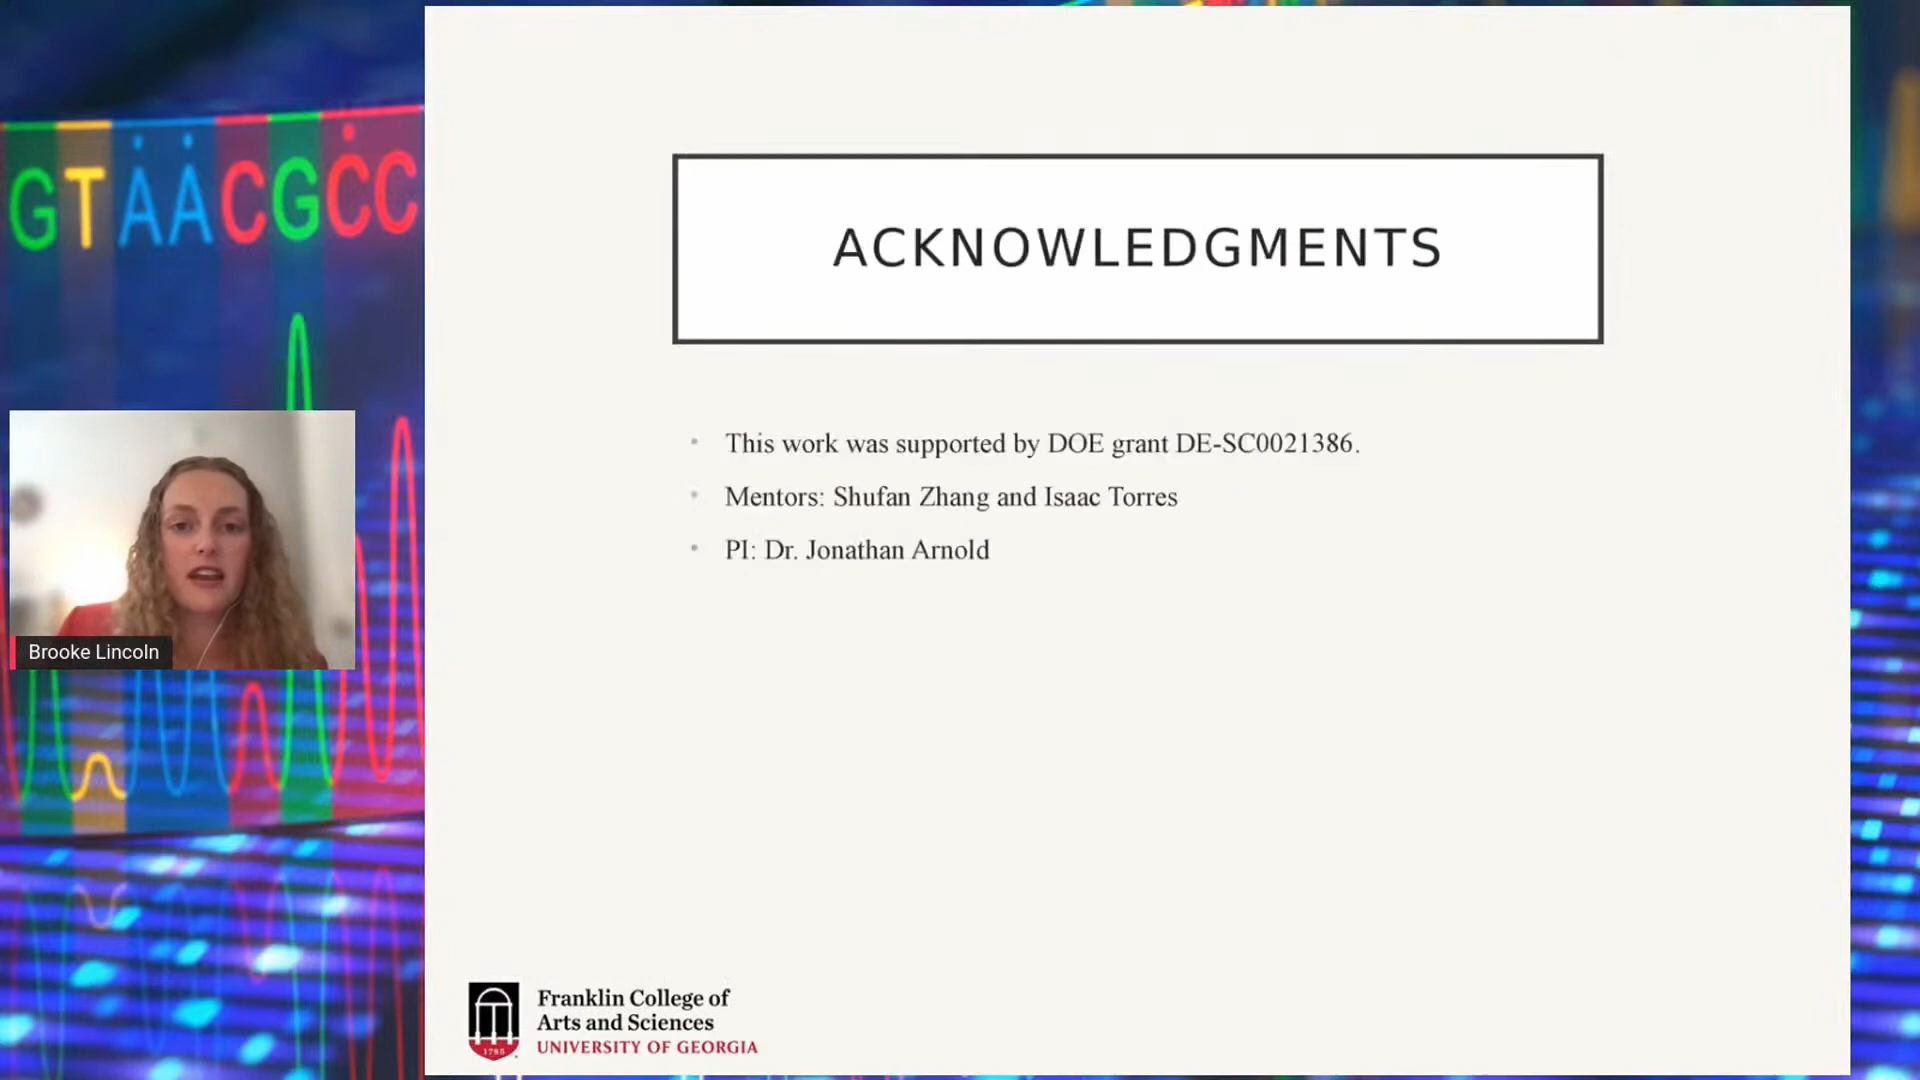 GTAACGCC
ACKNOWLEDGMENTS
• This work was supported by DOE grant DE-SC0021386.
• Mentors: Shufan Zhang and Isaac Torres
• PI: Dr. Jonathan Arnold
Brooke Lincoln
1785
Franklin College of
Arts and Sciences
UNIVERSITY OF GEORGIA